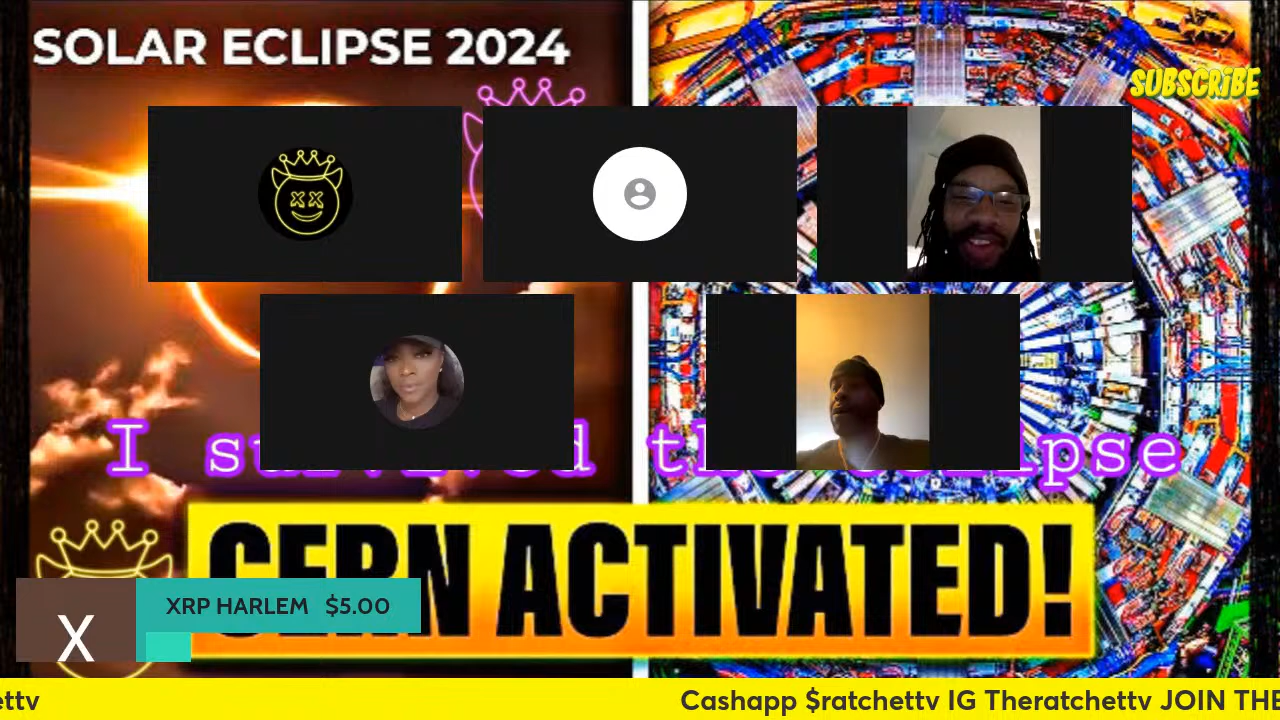 SOLAR ECLIPSE 2024
SUBSCRIBE
I the eclipse
CERN ACTIVATED!
XRP HARLEM $5.00
X
ettv Cashapp $ratchettv IG Theratchettv JOIN THE